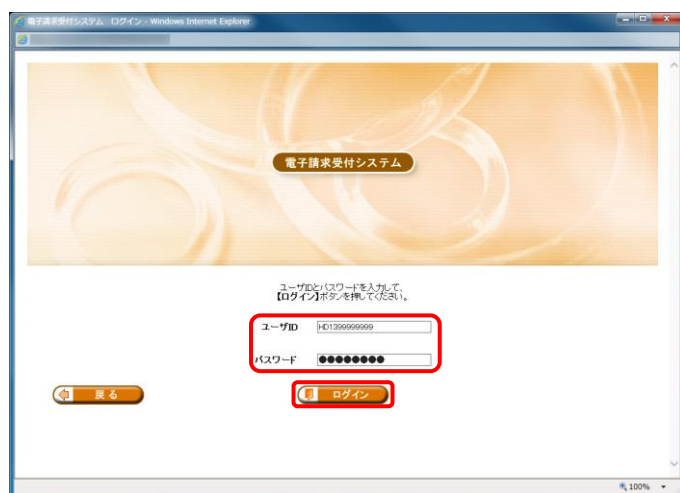 電子請求受付システム ログイン - Windows Internet Explorer
電子請求受付システム
ユーザIDとパスワードを入力して、
【ログイン】ボタンを押してください。
ユーザID HD1399999999
パスワード ●●●●●●●●
戻る ログイン
100%